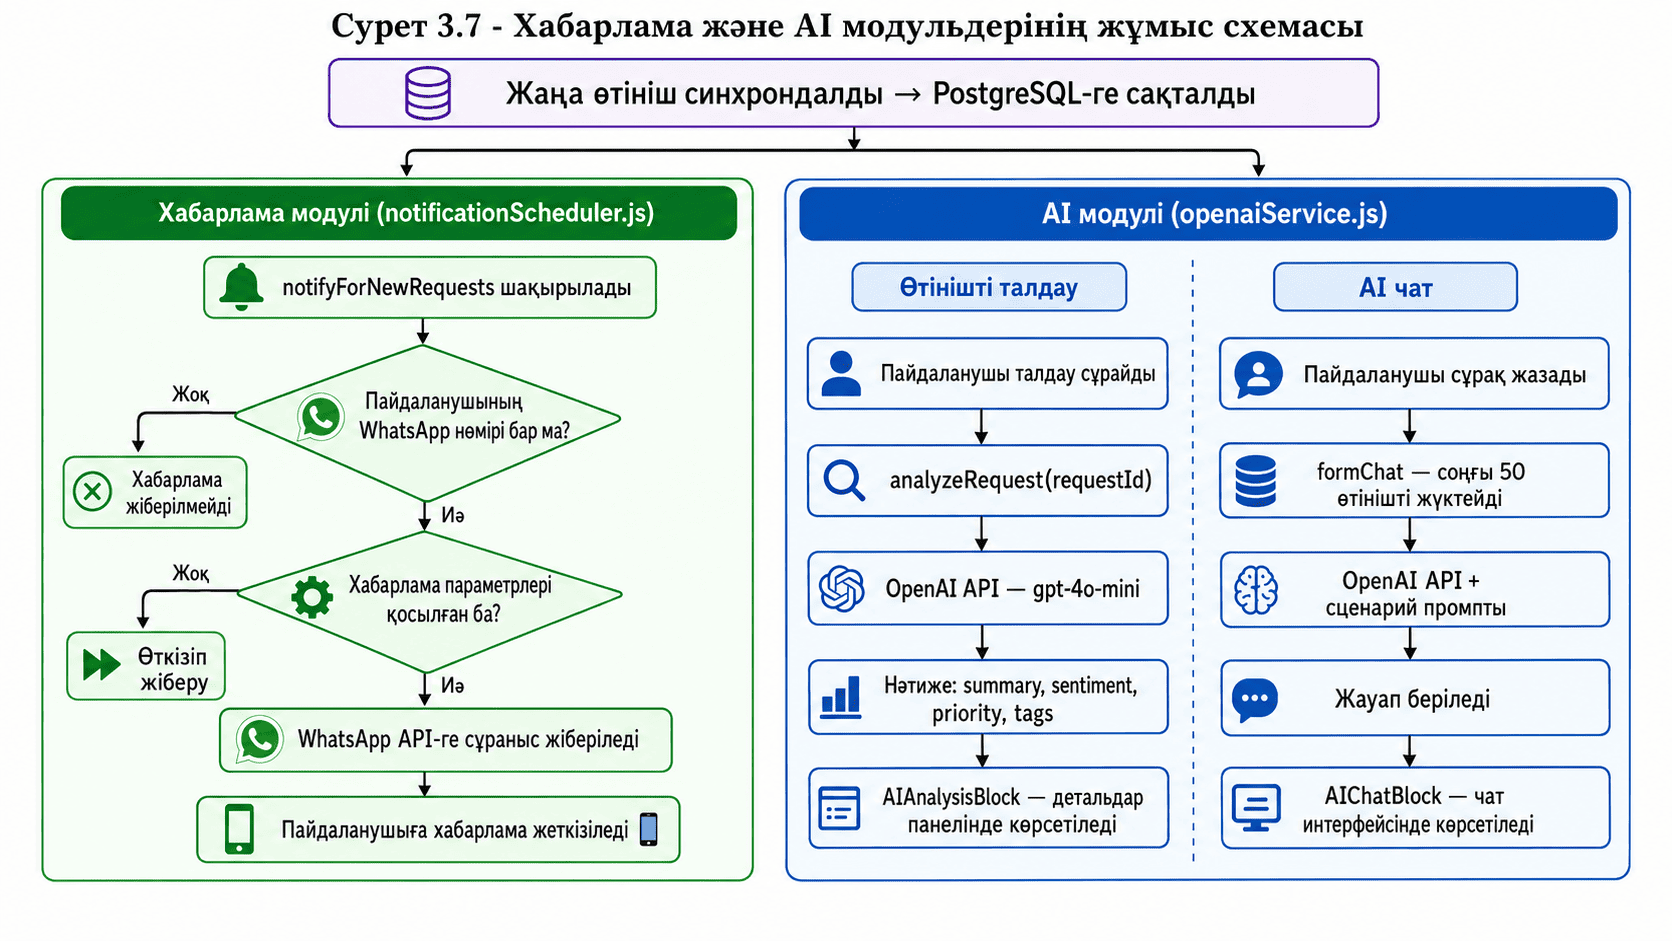 Сурет 3.7 - Хабарлама және AI модульдерінің жұмыс схемасы
Жаңа өтініш синхрондалды → PostgreSQL-ге сақталды
Хабарлама модулі (notificationScheduler.js)
notifyForNewRequests шақырылады
Пайдаланушының
WhatsApp нөмірі бар ма?
Жоқ
Хабарлама
жіберілмейді
Иә
Хабарлама параметрлері
қосылған ба?
Жоқ
Өткізіп
жіберу
Иә
WhatsApp API-ге сұраныс жіберіледі
Пайдаланушыға хабарлама жеткізіледі
AI модулі (openaiService.js)
Өтінішті талдау
Пайдаланушы талдау сұрайды
analyzeRequest(requestId)
OpenAI API — gpt-4o-mini
Нәтиже: summary, sentiment,
priority, tags
AIAnalysisBlock — детальдар
панелінде көрсетіледі
AI чат
Пайдаланушы сұрақ жазады
formChat — соңғы 50
өтінішті жүктейді
OpenAI API +
сценарий промпты
Жауап беріледі
AIChatBlock — чат
интерфейсінде көрсетіледі